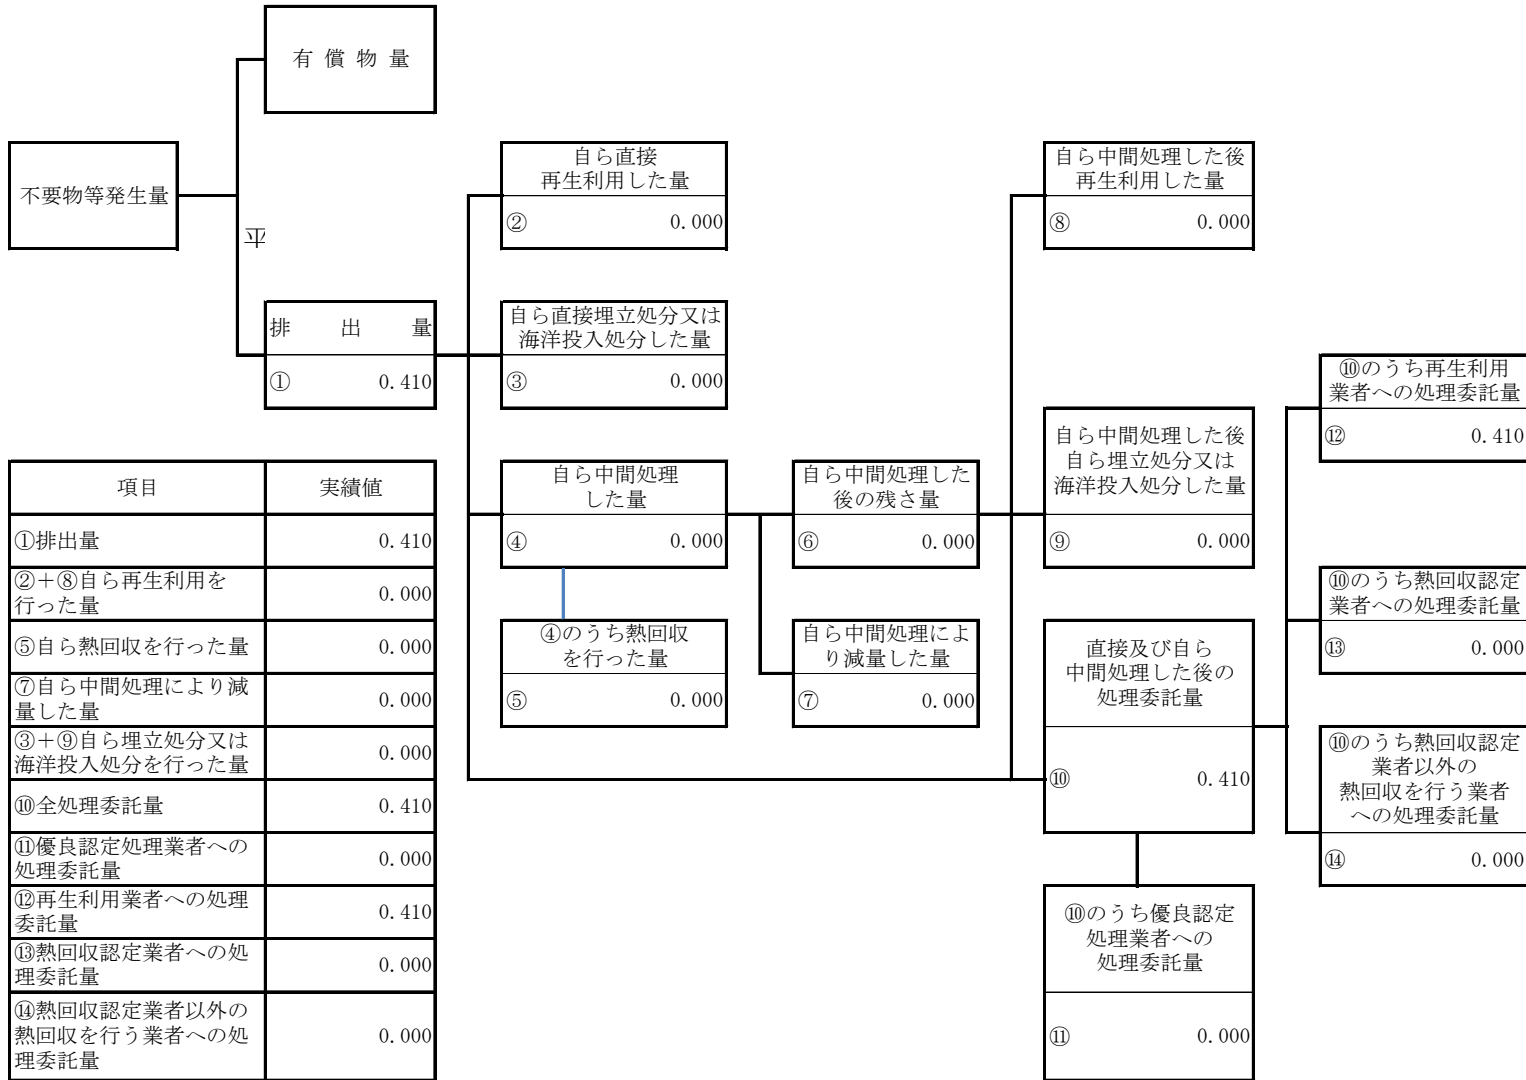 有償物量
不要物等発生量
自ら直接
再生利用した量
② 0.000
自ら中間処理した後
再生利用した量
⑧ 0.000
排出量
① 0.410
自ら直接埋立処分又は
海洋投入処分した量
③ 0.000
⑩のうち再生利用
業者への処理委託量
⑫ 0.410
自ら中間処理した後
自ら埋立処分又は
海洋投入処分した量
⑨ 0.000
自ら中間処理
した量
④ 0.000
自ら中間処理した
後の残さ量
⑥ 0.000
④のうち熱回収
を行った量
⑤ 0.000
自ら中間処理によ
り減量した量
⑦ 0.000
直接及び自ら
中間処理した後の
処理委託量
⑩ 0.410
⑩のうち熱回収認定
業者への処理委託量
⑬ 0.000
⑩のうち熱回収認定
業者以外の
熱回収を行う業者
への処理委託量
⑭ 0.000
⑩のうち優良認定
処理業者への
処理委託量
⑪ 0.000
項目 実績値
①排出量 0.410
②+⑧自ら再生利用を
行った量 0.000
⑤自ら熱回収を行った量 0.000
⑦自ら中間処理により減
量した量 0.000
③+⑨自ら埋立処分又は
海洋投入処分を行った量 0.000
⑩全処理委託量 0.410
⑪優良認定処理業者への
処理委託量 0.000
⑫再生利用業者への処理
委託量 0.410
⑬熱回収認定業者への処
理委託量 0.000
⑭熱回収認定業者以外の
熱回収を行う業者への処
理委託量 0.000